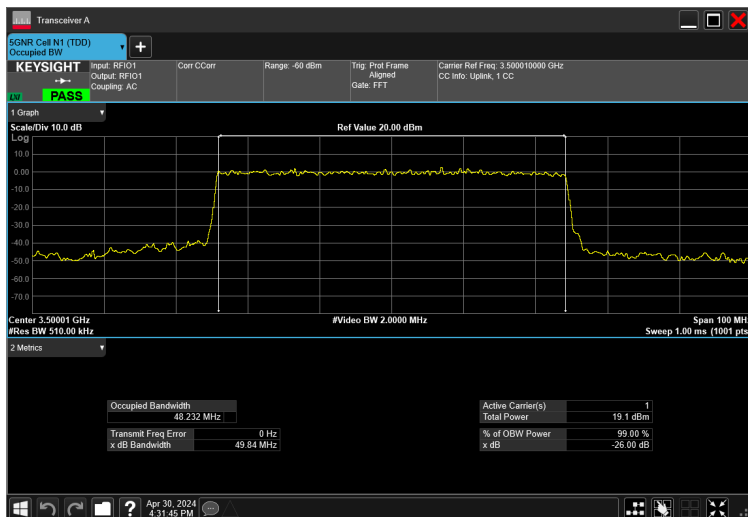 Transceiver A
5GNR Cell N1 (TDD)
Occupied BW
+
KEYSIGHT
LXI
PASS
Input: RFIO1
Output: RFIO1
Coupling: AC
Corr CCorr
Range: -60 dBm
Trig: Prot Frame
Aligned
Gate: FFT
Carrier Ref Freq: 3.500010000 GHz
CC Info: Uplink, 1 CC
1 Graph
Scale/Div 10.0 dB
Ref Value 20.00 dBm
Log
10.0
0.00
-10.0
-20.0
-30.0
-40.0
-50.0
-60.0
-70.0
Center 3.50001 GHz
#Video BW 2.0000 MHz
Span 100 MH
#Res BW 510.00 kHz
Sweep 1.00 ms (1001 pts
2 Metrics
Occupied Bandwidth
48.232 MHz
Transmit Freq Error 0 Hz
x dB Bandwidth 49.84 MHz
Active Carrier(s) 1
Total Power 19.1 dBm
% of OBW Power 99.00 %
x dB -26.00 dB
?
Apr 30, 2024
4:31:45 PM